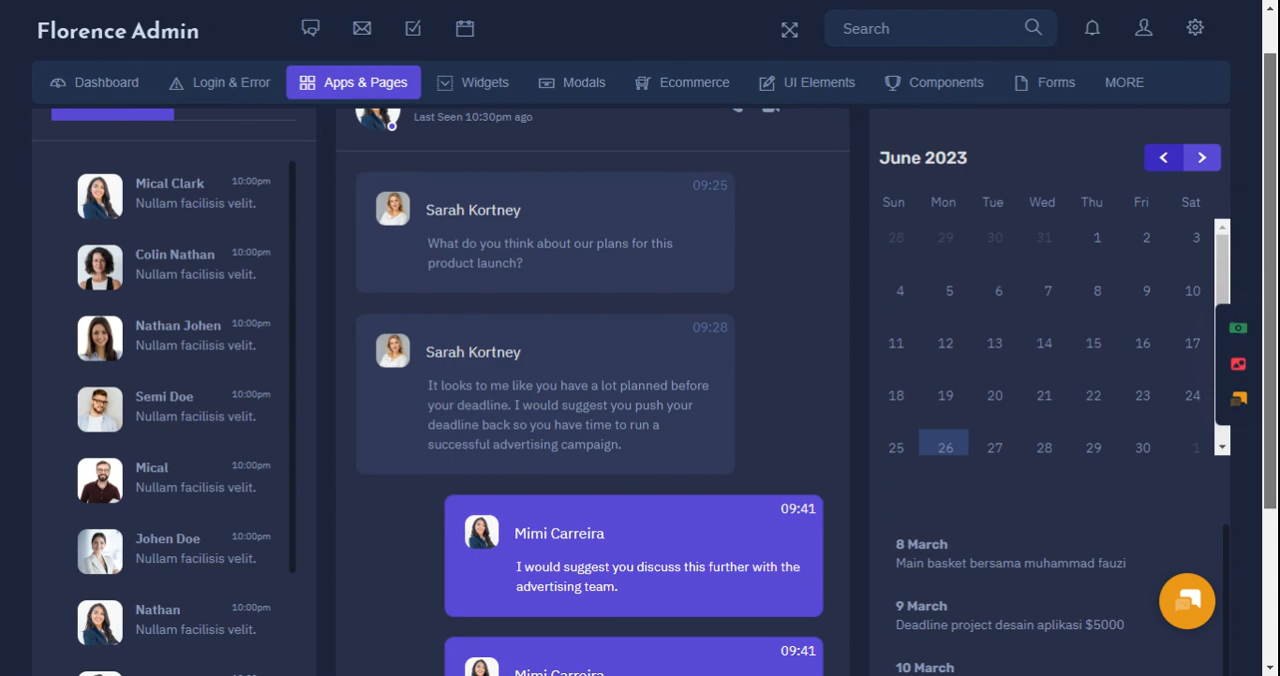 Florence Admin
Search
Dashboard
Login & Error
Apps & Pages
Widgets
Modals
Ecommerce
UI Elements
Components
Forms
MORE
Mical Clark 10:00pm
Nullam facilisis velit.
Colin Nathan 10:00pm
Nullam facilisis velit.
Nathan Johen 10:00pm
Nullam facilisis velit.
Semi Doe 10:00pm
Nullam facilisis velit.
Mical 10:00pm
Nullam facilisis velit.
Johen Doe 10:00pm
Nullam facilisis velit.
Nathan 10:00pm
Nullam facilisis velit.
Last Seen 10:30pm ago
09:25
Sarah Kortney
What do you think about our plans for this
product launch?
09:28
Sarah Kortney
It looks to me like you have a lot planned before
your deadline. I would suggest you push your
deadline back so you have time to run a
successful advertising campaign.
09:41
Mimi Carreira
I would suggest you discuss this further with the
advertising team.
09:41
Mimi Carreira
June 2023
Sun Mon Tue Wed Thu Fri Sat
28 29 30 31 1 2 3
4 5 6 7 8 9 10
11 12 13 14 15 16 17
18 19 20 21 22 23 24
25 26 27 28 29 30 1
8 March
Main basket bersama muhammad fauzi
9 March
Deadline project desain aplikasi $5000
10 March